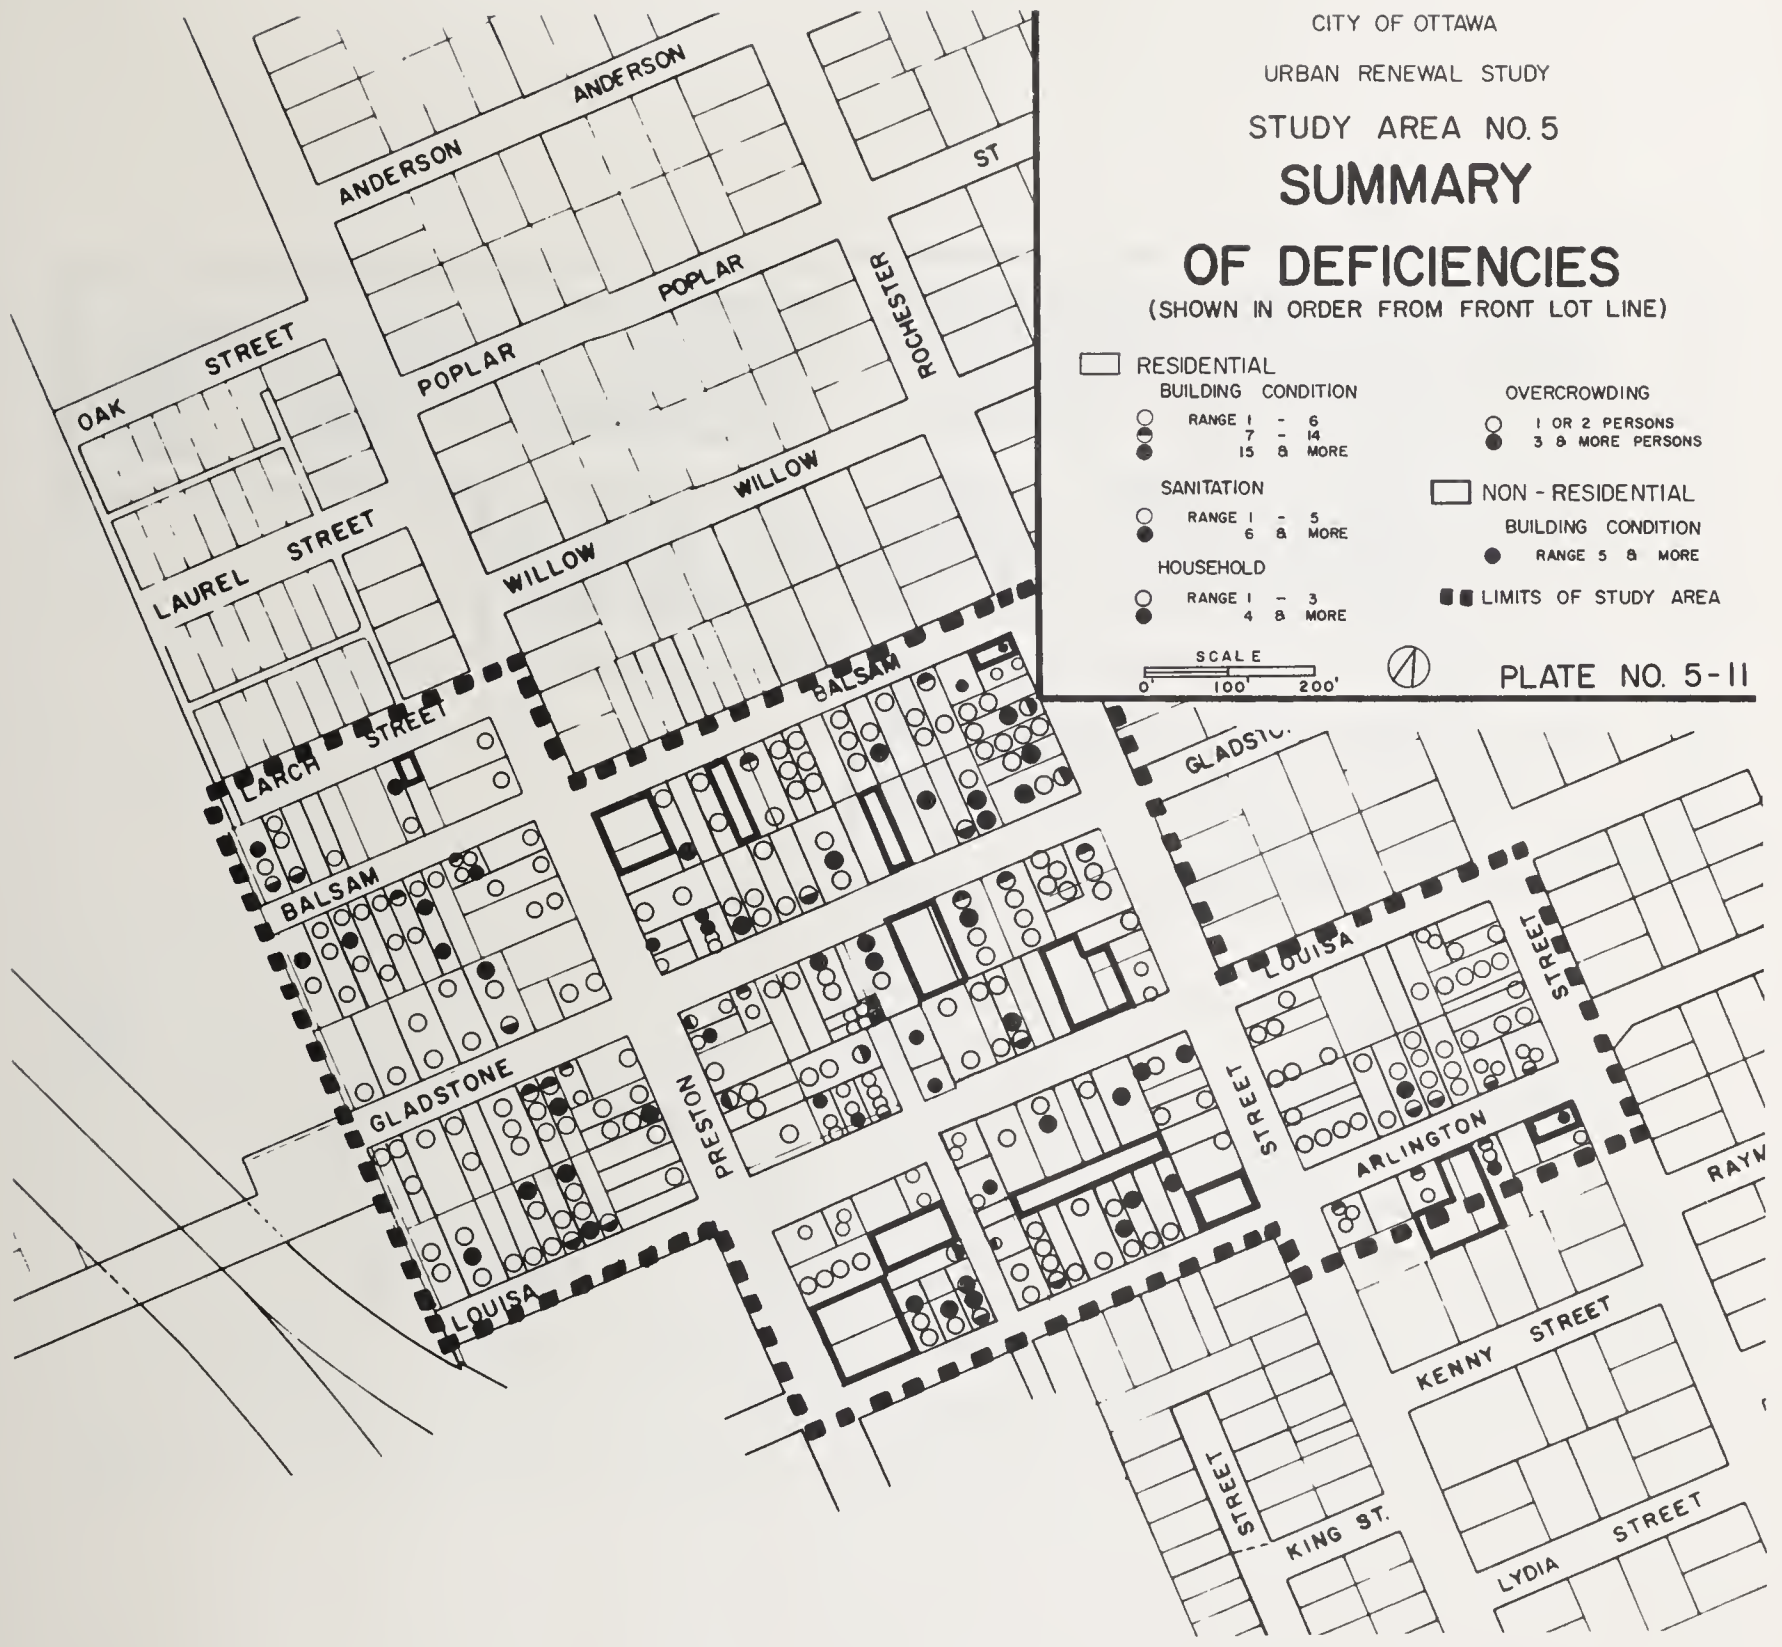 CITY OF OTTAWA
URBAN RENEWAL STUDY
STUDY AREA NO. 5
SUMMARY
OF DEFICIENCIES
(SHOWN IN ORDER FROM FRONT LOT LINE)
RESIDENTIAL
BUILDING CONDITION
RANGE 1 - 6
7 - 14
15 & MORE
SANITATION
RANGE 1 - 5
6 & MORE
HOUSEHOLD
RANGE 1 - 3
4 & MORE
OVERCROWDING
1 OR 2 PERSONS
3 & MORE PERSONS
NON - RESIDENTIAL
BUILDING CONDITION
RANGE 5 & MORE
LIMITS OF STUDY AREA
SCALE
0' 100' 200'
PLATE NO. 5-11
ANDERSON
ANDERSON
ST
POPLAR
POPLAR
ROCHESTER
OAK STREET
WILLOW
WILLOW
LAUREL STREET
BALSAM
LARCH STREET
GLADSTO
BALSAM
LOUISA
STREET
GLADSTONE
PRESTON
STREET
ARLINGTON
RAYM
LOUISA
KENNY STREET
STREET
KING ST.
LYDIA STREET